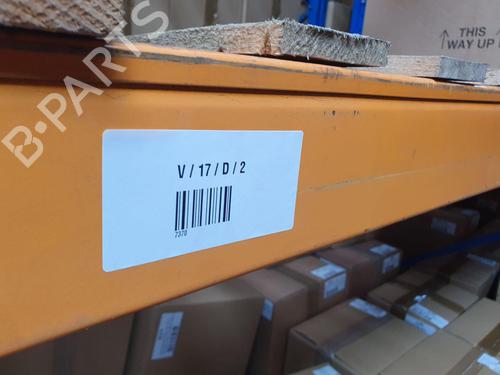 B-PARTS
THIS
WAY UP
V / 17 / D / 2
7370